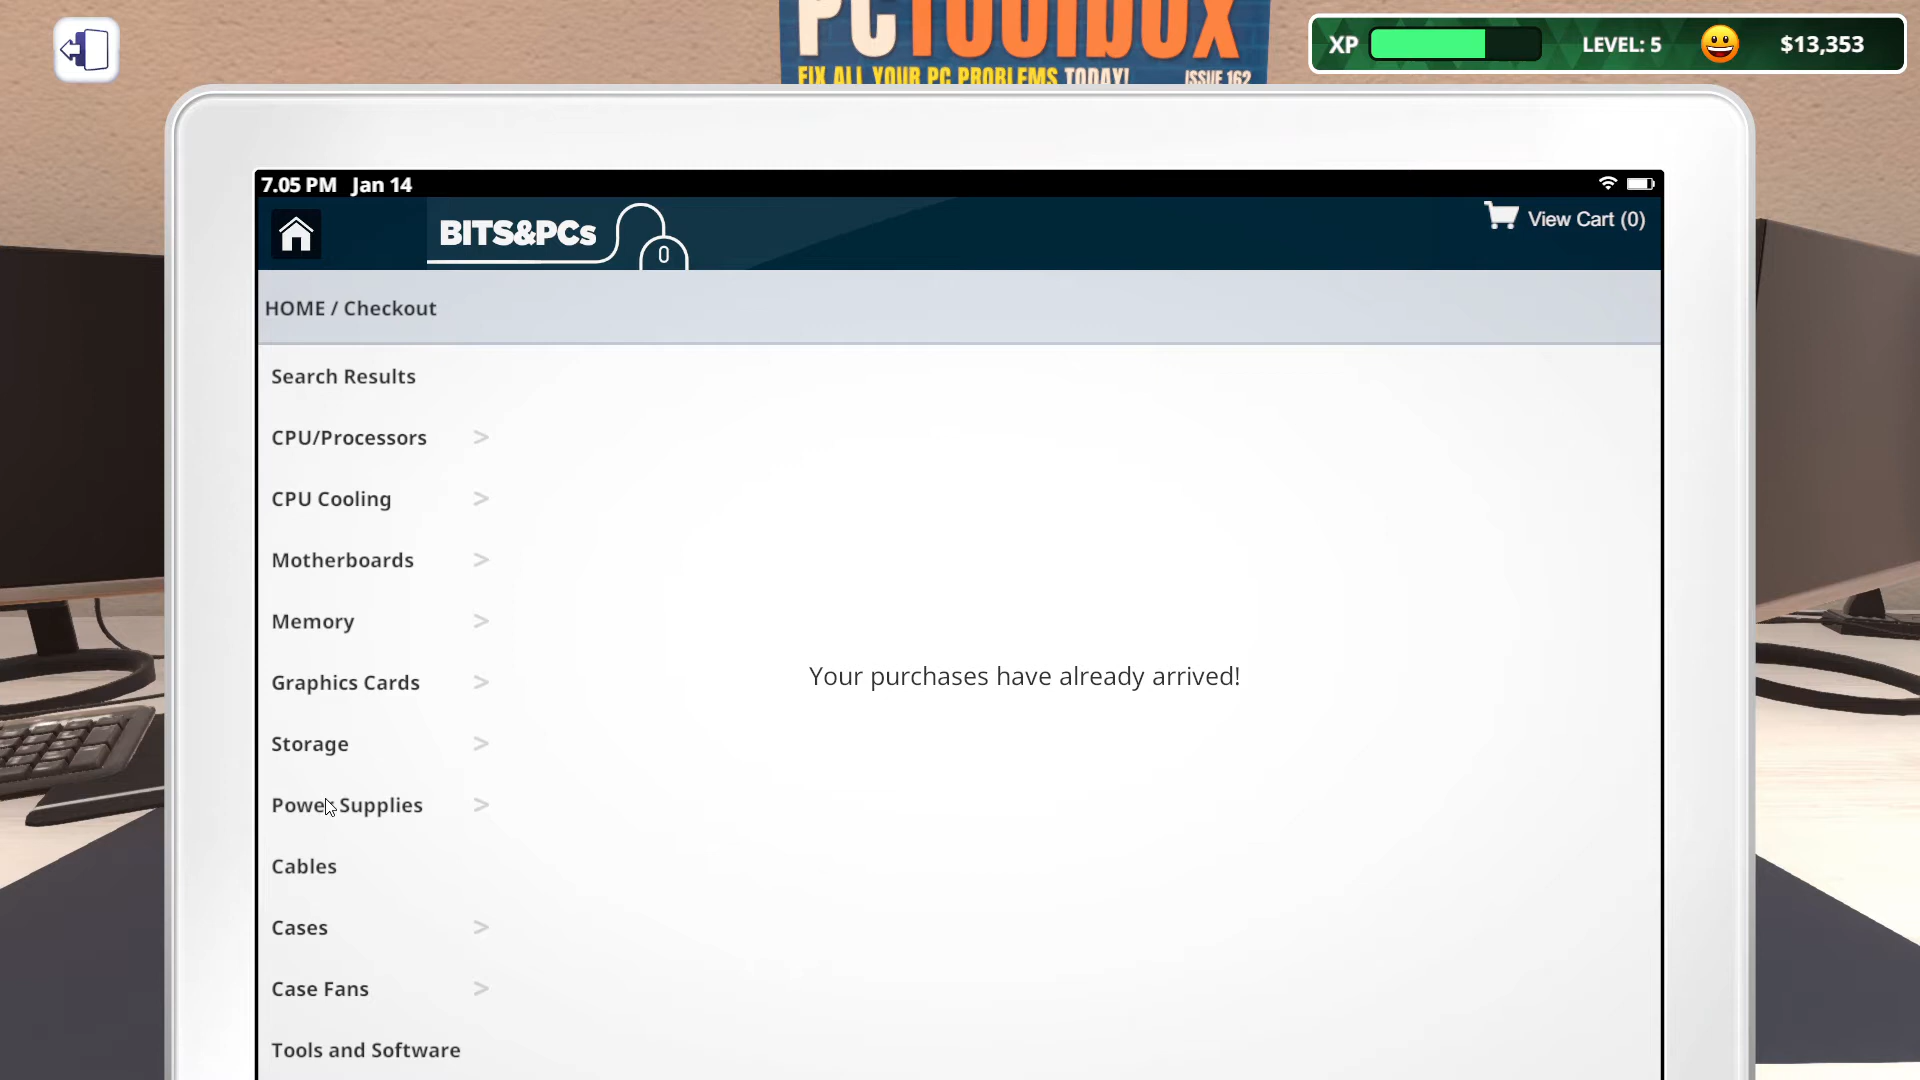 PCTOOLBOX
FIX ALL YOUR PC PROBLEMS TODAY! ISSUE 162
XP LEVEL: 5 $13,353
7.05 PM Jan 14
BITS&PCs
View Cart (0)
HOME / Checkout
Search Results
CPU/Processors >
CPU Cooling >
Motherboards >
Memory >
Graphics Cards >
Storage >
Power Supplies >
Cables
Cases >
Case Fans >
Tools and Software
Your purchases have already arrived!